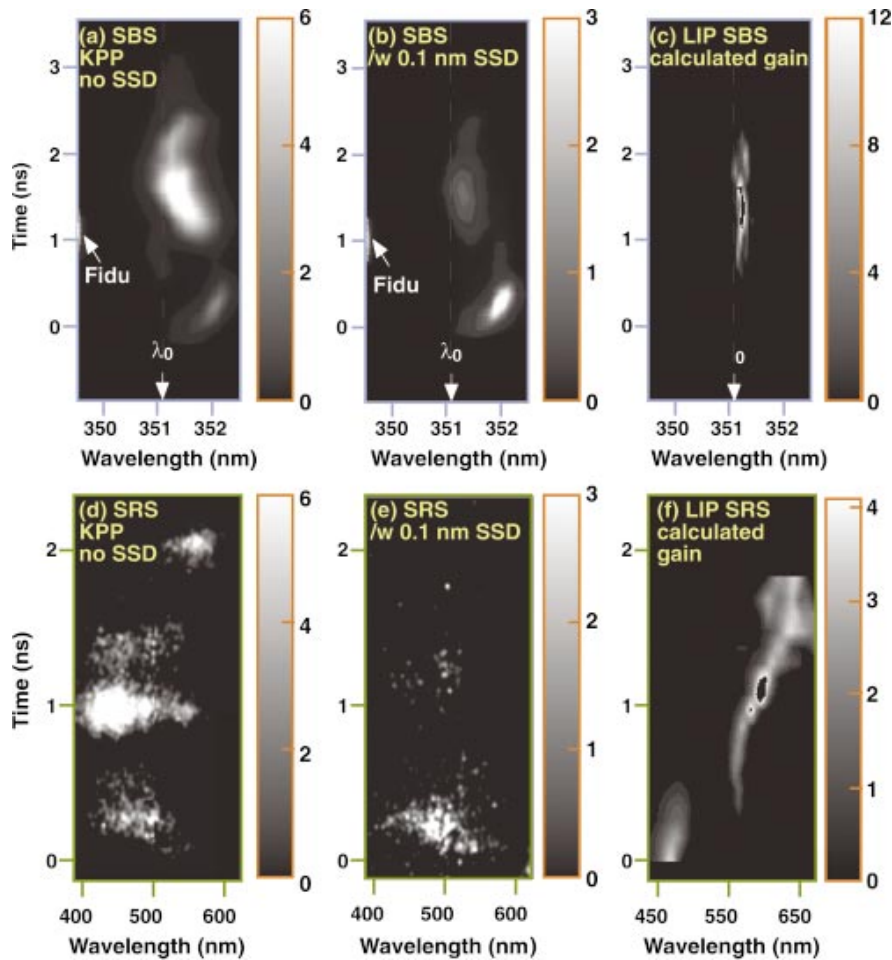 (a) SBS
KPP
no SSD
Fidu
λ0
3
2
1
0
Time (ns)
350 351 352
Wavelength (nm)
6
4
2
0
(b) SBS
/w 0.1 nm SSD
Fidu
λ0
3
2
1
0
350 351 352
Wavelength (nm)
3
2
1
0
(c) LIP SBS
calculated gain
0
3
2
1
0
350 351 352
Wavelength (nm)
12
8
4
0
(d) SRS
KPP
no SSD
2
1
0
Time (ns)
400 500 600
Wavelength (nm)
6
4
2
0
(e) SRS
/w 0.1 nm SSD
2
1
0
400 500 600
Wavelength (nm)
3
2
1
0
(f) LIP SRS
calculated
gain
2
1
0
450 550 650
Wavelength (nm)
4
3
2
1
0